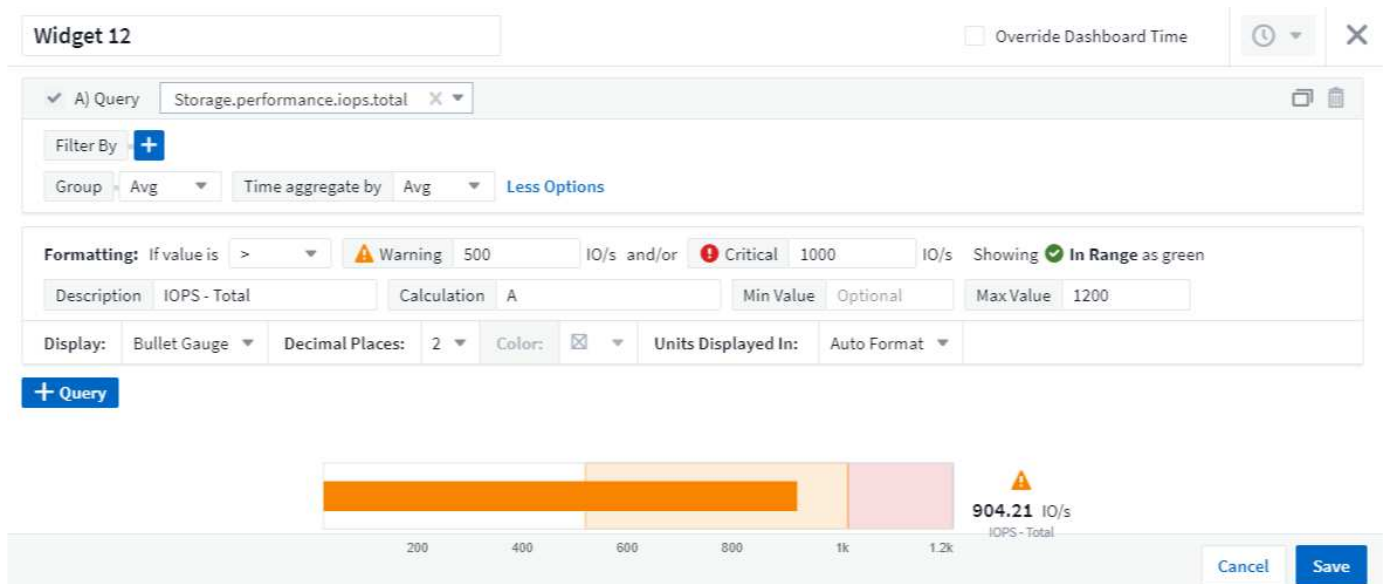 Widget 12 Override Dashboard Time
A) Query Storage.performance.iops.total
Filter By
Group Avg Time aggregate by Avg Less Options
Formatting: If value is > Warning 500 IO/s and/or Critical 1000 IO/s Showing In Range as green
Description IOPS - Total Calculation A Min Value Optional Max Value 1200
Display: Bullet Gauge Decimal Places: 2 Color: Units Displayed In: Auto Format
+ Query
904.21 IO/s
IOPS - Total
200 400 600 800 1k 1.2k
Cancel Save